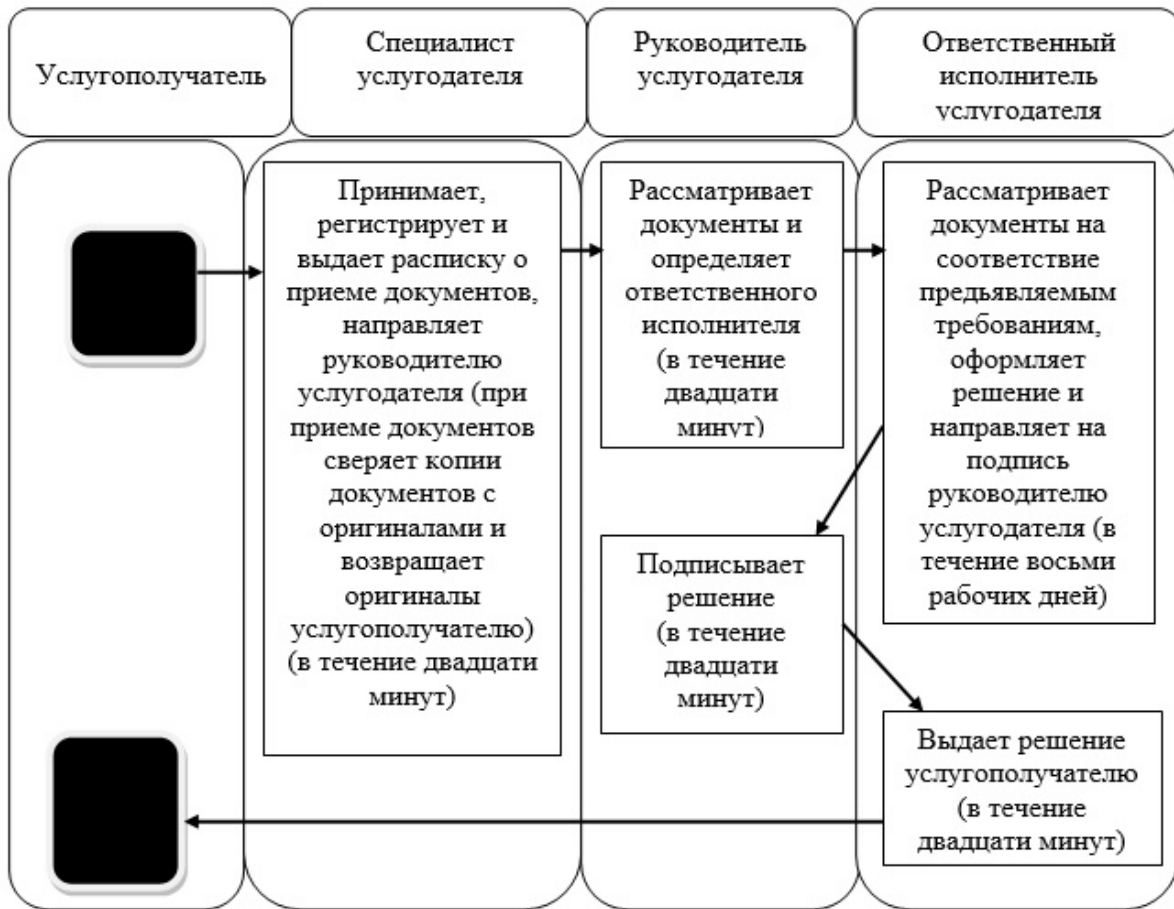 Услугополучатель
Специалист
услугодателя
Руководитель
услугодателя
Ответственный
исполнитель
услугодателя
Принимает,
регистрирует и
выдает расписку о
приеме документов,
направляет
руководителю
услугодателя (при
приеме документов
сверяет копии
документов с
оригиналами и
возвращает
оригиналы
услугополучателю)
(в течение двадцати
минут)
Рассматривает
документы и
определяет
ответственного
исполнителя
(в течение
двадцати
минут)
Рассматривает
документы на
соответствие
предьявляемым
требованиям,
оформляет
решение и
направляет на
подпись
руководителю
услугодателя (в
течение восьми
рабочих дней)
Подписывает
решение
(в течение
двадцати
минут)
Выдает решение
услугополучателю
(в течение
двадцати минут)